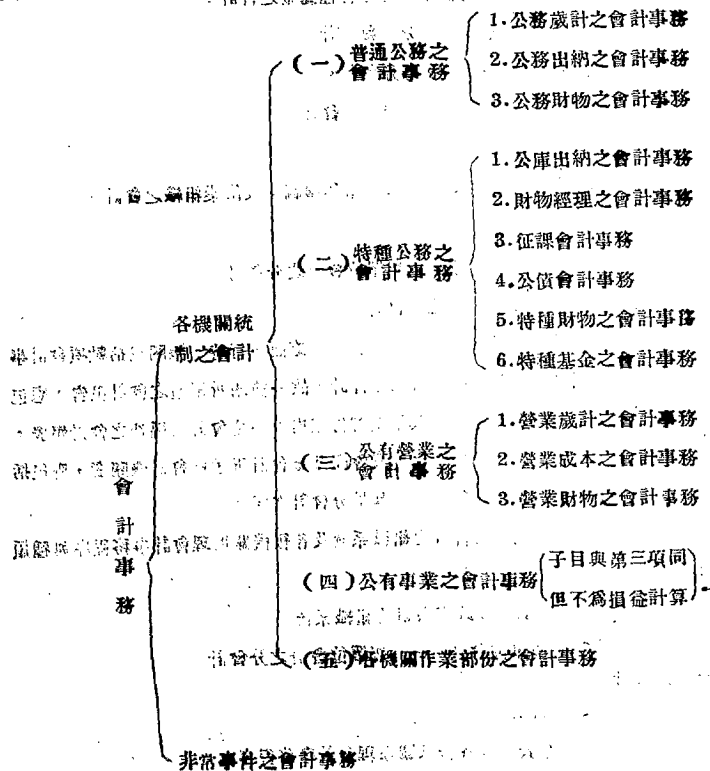 會計事務
各機關統
制之會計
(一)普通公務之
會計事務
1.公務歲計之會計事務
2.公務出納之會計事務
3.公務財物之會計事務
(二)特種公務之
會計事務
1.公庫出納之會計事務
2.財物經理之會計事務
3.征課會計事務
4.公債會計事務
5.特種財物之會計事務
6.特種基金之會計事務
(三)公有營業之
會計事務
1.營業歲計之會計事務
2.營業成本之會計事務
3.營業財物之會計事務
(四)公有事業之會計事務
(子目與第三項同
但不為損益計算)
(五)各機關作業部份之會計事務
非常事件之會計事務